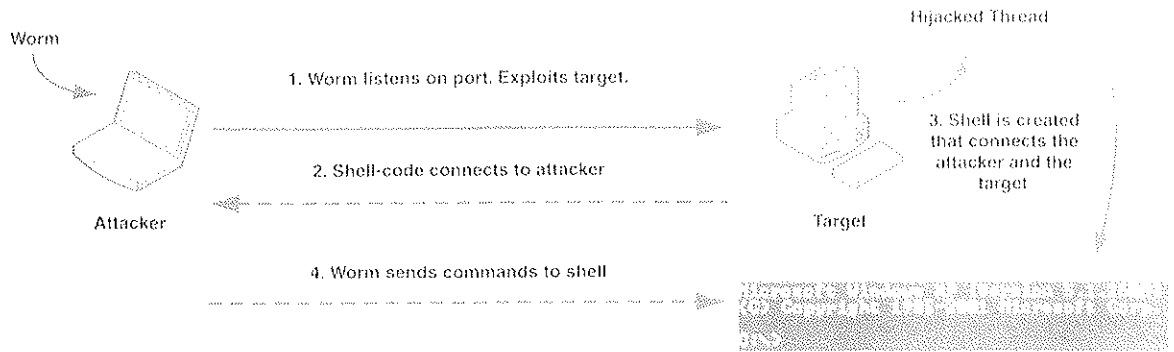 Hijacked Thread
Worm
1. Worm listens on port. Exploits target.
3. Shell is created
that connects the
attacker and the
target
2. Shell-code connects to attacker
Attacker
Target
4. Worm sends commands to shell
(C) Copyright